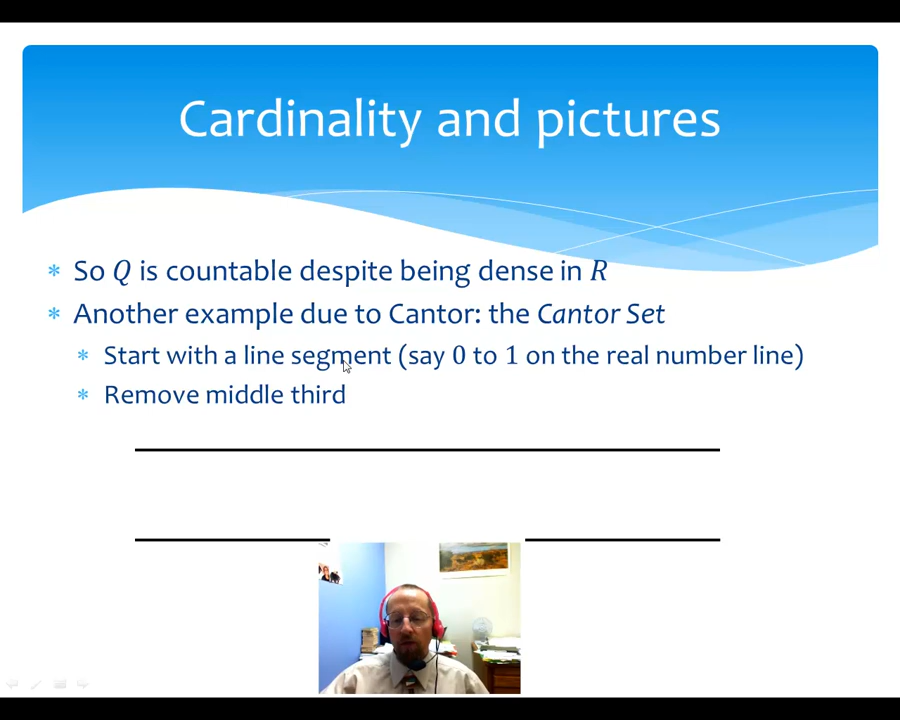 Cardinality and pictures
* So Q is countable despite being dense in R
* Another example due to Cantor: the Cantor Set
* Start with a line segment (say 0 to 1 on the real number line)
* Remove middle third